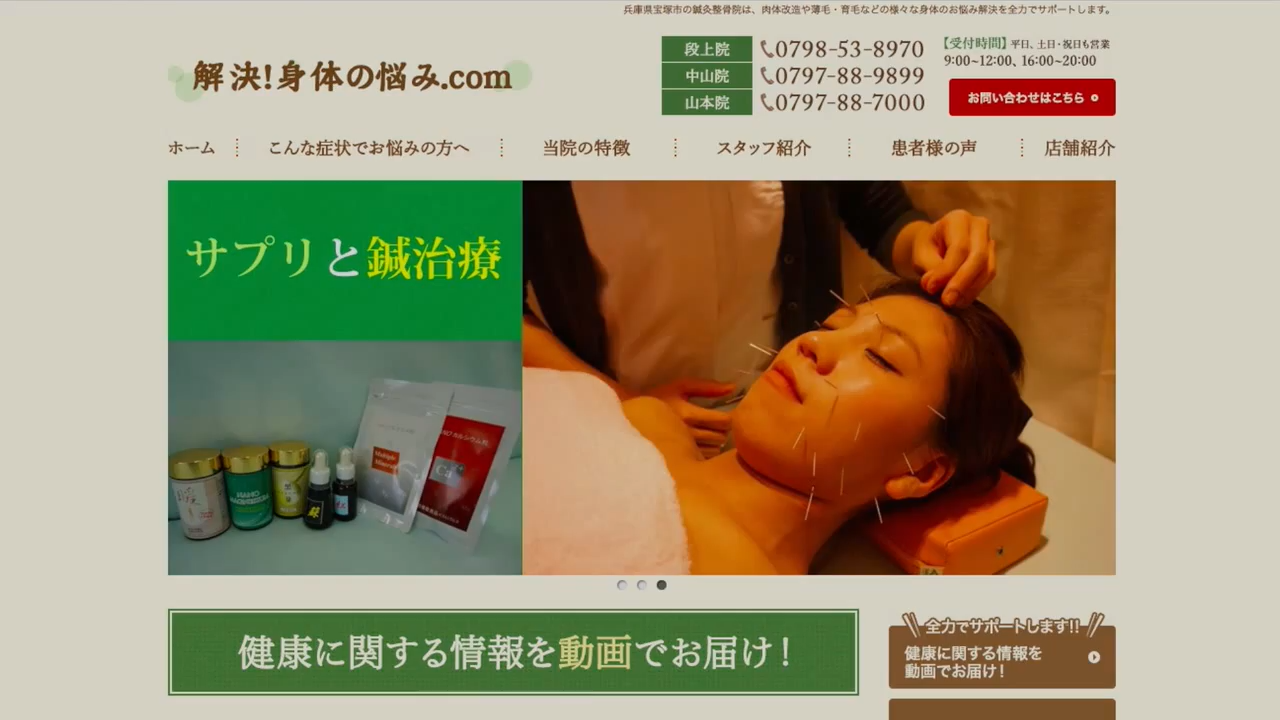 兵庫県宝塚市の鍼灸整骨院は、肉体改造や薄毛・育毛などの様々な身体のお悩み解決を全力でサポートします。
解決!身体の悩み.com
段上院 0798-53-8970
中山院 0797-88-9899
山本院 0797-88-7000
【受付時間】平日、土日・祝日も営業
9:00~12:00、16:00~20:00
お問い合わせはこちら
ホーム こんな症状でお悩みの方へ 当院の特徴 スタッフ紹介 患者様の声 店舗紹介
サプリと鍼治療
Multiple
Ca
緑
健康に関する情報を動画でお届け!
全力でサポートします!!
健康に関する情報を
動画でお届け!